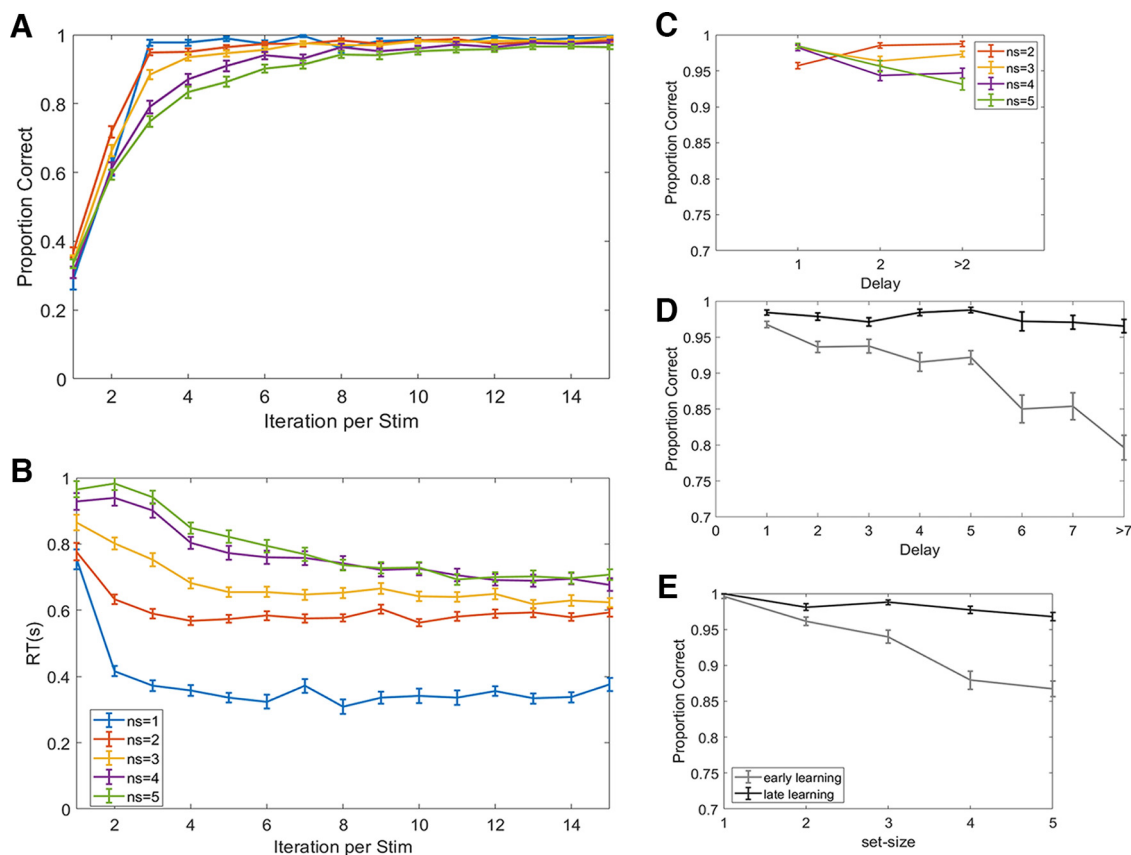 A
Proportion Correct
1
0.8
0.6
0.4
0.2
0
2 4 6 8 10 12 14
Iteration per Stim
B
RT(s)
1
0.8
0.6
0.4
0.2
0
ns=1
ns=2
ns=3
ns=4
ns=5
2 4 6 8 10 12 14
Iteration per Stim
C
Proportion Correct
1
0.95
0.9
0.85
0.8
0.75
0.7
ns=2
ns=3
ns=4
ns=5
1 2 >2
Delay
D
Proportion Correct
1
0.95
0.9
0.85
0.8
0.75
0.7
0 1 2 3 4 5 6 7 >7
Delay
E
Proportion Correct
1
0.95
0.9
0.85
0.8
0.75
0.7
early learning
late learning
1 2 3 4 5
set-size